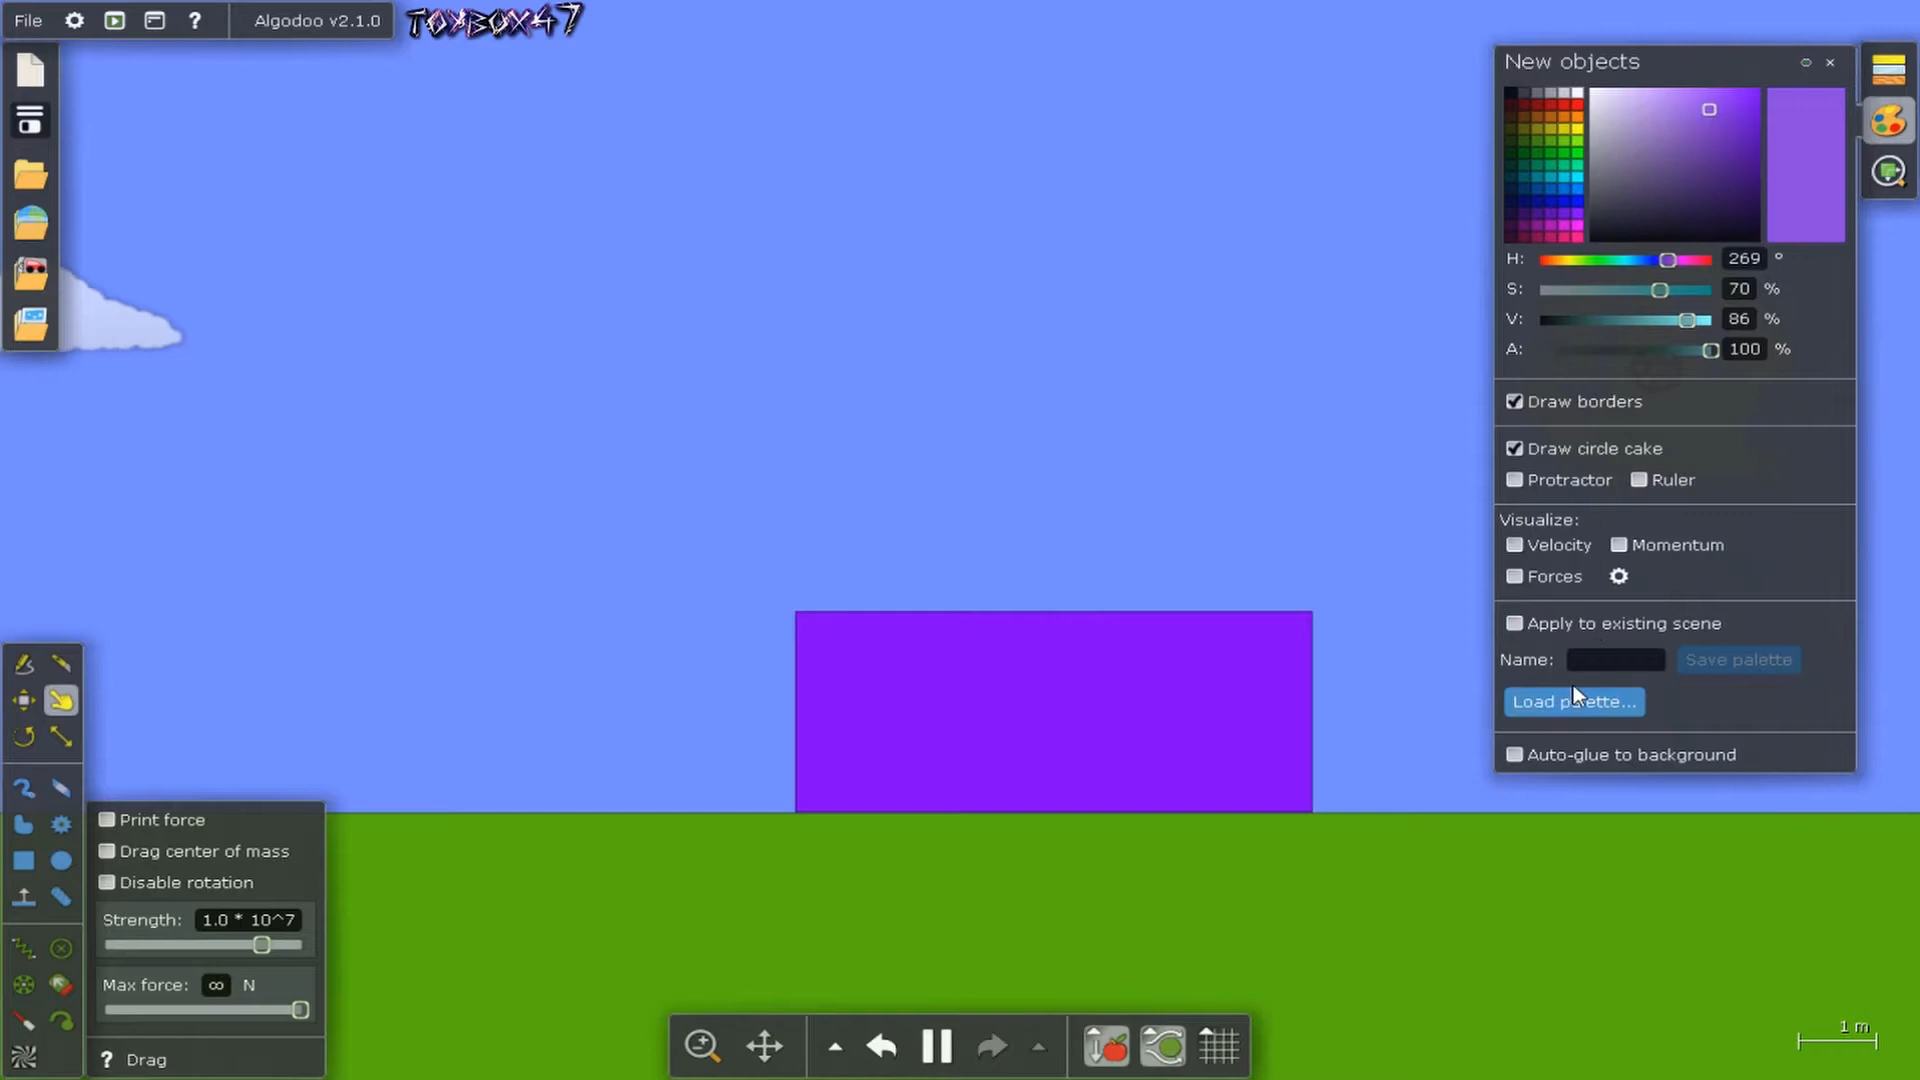 File
?
Algodoo v2.1.0
TOXBOX47
New objects
H: 269 °
S: 70 %
V: 86 %
A: 100 %
Draw borders
Draw circle cake
Protractor
Ruler
Visualize:
Velocity
Momentum
Forces
Apply to existing scene
Name:
Save palette
Load palette...
Auto-glue to background
Print force
Drag center of mass
Disable rotation
Strength: 1.0 * 10^7
Max force: ∞ N
? Drag
1 m